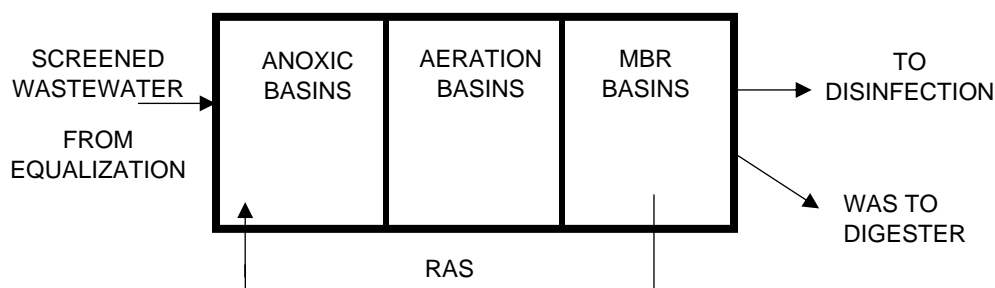 SCREENED
WASTEWATER
FROM
EQUALIZATION
ANOXIC
BASINS
AERATION
BASINS
MBR
BASINS
TO
DISINFECTION
WAS TO
DIGESTER
RAS